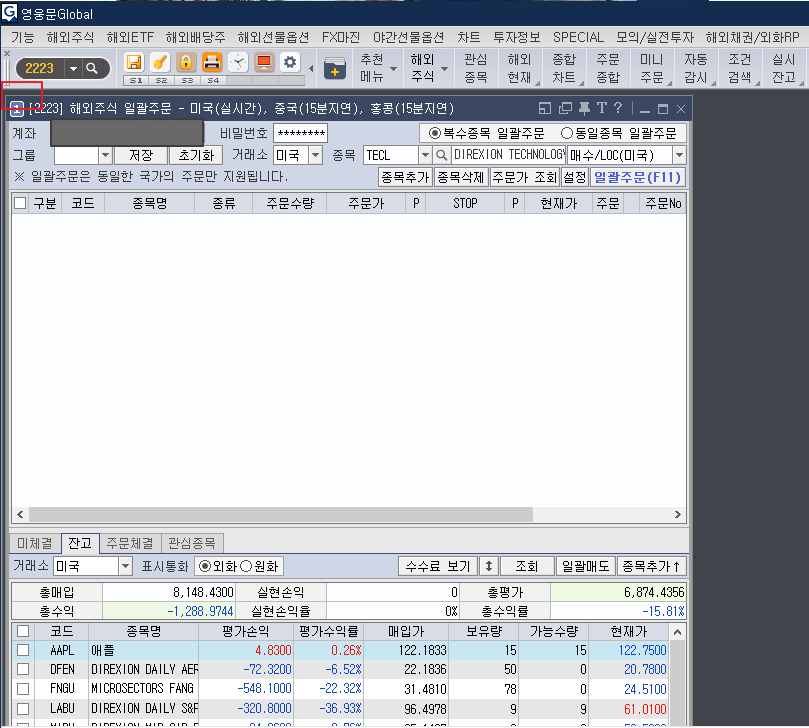 영웅문Global
기능 해외주식 해외ETF 해외배당주 해외선물옵션 FX마진 야간선물옵션 차트 투자정보 SPECIAL 모의/실전투자 해외채권/외화RP
2223 S1 S2 S3 S4 추천 메뉴 해외 주식 관심 종목 해외 현재 종합 차트 주문 종합 미니 주문 자동 감시 조건 검색 실시 잔고
1 [2223] 해외주식 일괄주문 - 미국(실시간), 중국(15분지연), 홍콩(15분지연) T ?
계좌 비밀번호 ******** 복수종목 일괄주문 동일종목 일괄주문
그룹 저장 초기화 거래소 미국 종목 TECL DIREXION TECHNOLOGY 매수/LOC(미국)
※ 일괄주문은 동일한 국가의 주문만 지원됩니다. 종목추가 종목삭제 주문가 조회 설정 일괄주문(F11)
구분 코드 종목명 종류 주문수량 주문가 P STOP P 현재가 주문 주문No
미체결 잔고 주문체결 관심종목
거래소 미국 표시통화 외화 원화 수수료 보기 조회 일괄매도 종목추가↑
총매입 8,148.4300 실현손익 0 총평가 6,874.4356
총수익 -1,288.9744 실현손익률 0% 총수익률 -15.81%
코드 종목명 평가손익 평가수익률 매입가 보유량 가능수량 현재가
AAPL 애플 4.8300 0.26% 122.1833 15 15 122.7500
DFEN DIREXION DAILY AER -72.3200 -6.52% 22.1836 50 0 20.7800
FNGU MICROSECTORS FANG -548.1000 -22.32% 31.4810 78 0 24.5100
LABU DIREXION DAILY S&P -320.8000 -36.93% 96.4978 9 9 61.0100